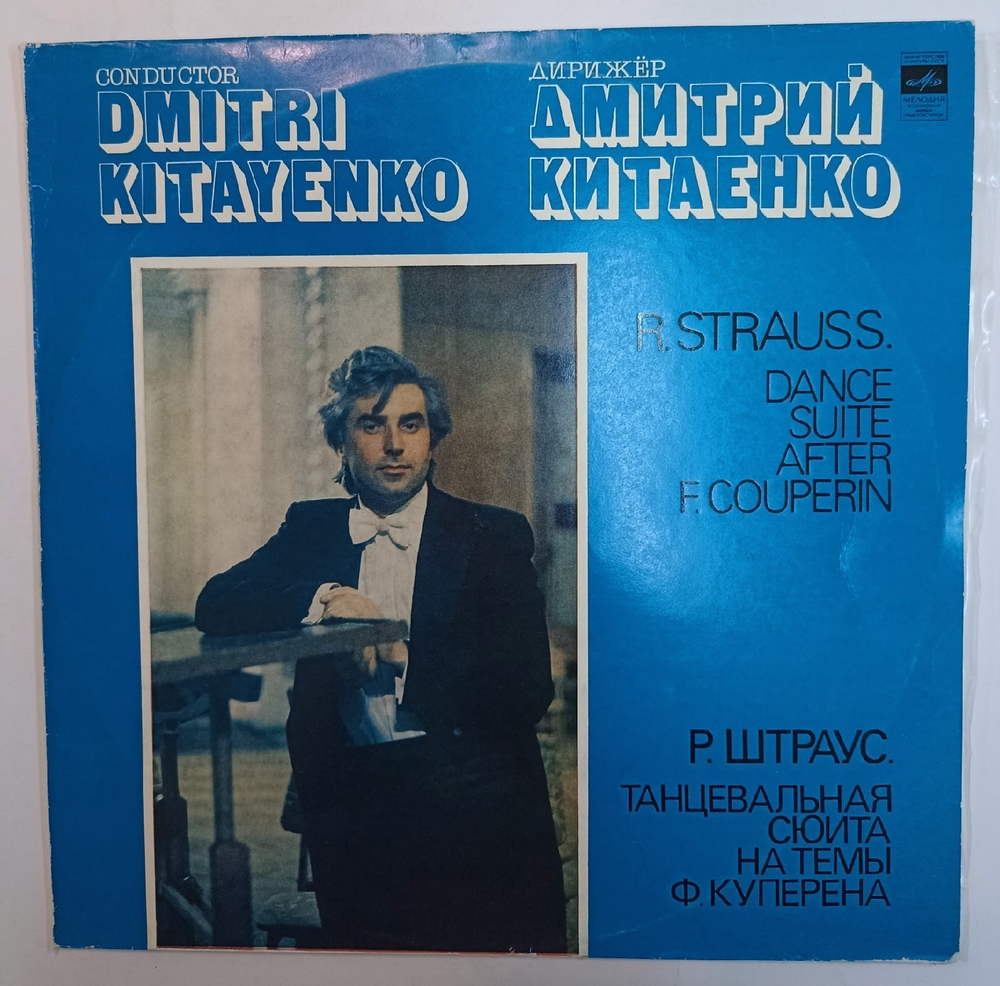 CONDUCTOR
DMITRI
KITAYENKO
ДИРИЖЁР
ДМИТРИЙ
КИТАЕНКО
МЕЛОДИЯ
R. STRAUSS.
DANCE
SUITE
AFTER
F. COUPERIN
Р. ШТРАУС.
ТАНЦЕВАЛЬНАЯ
СЮИТА
НА ТЕМЫ
Ф. КУПЕРЕНА